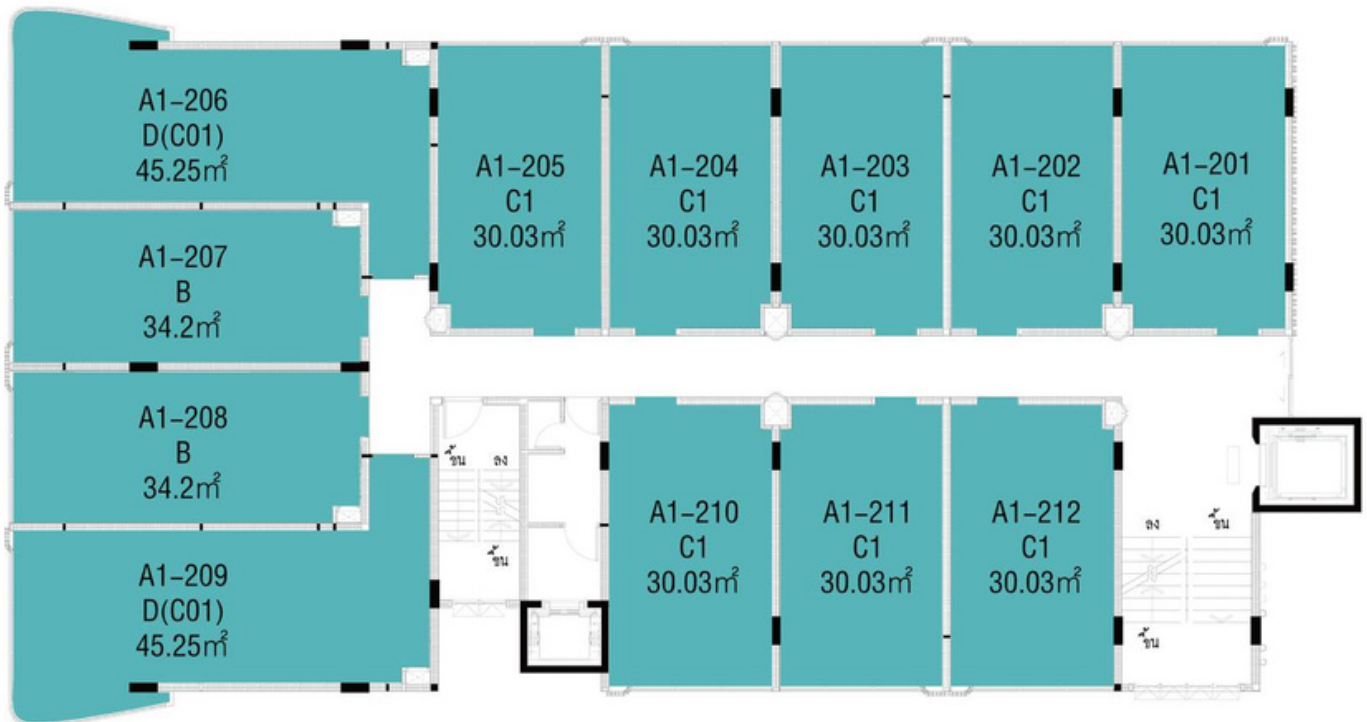 A1-206
D(C01)
45.25m²
A1-205
C1
30.03m²
A1-204
C1
30.03m²
A1-203
C1
30.03m²
A1-202
C1
30.03m²
A1-201
C1
30.03m²
A1-207
B
34.2m²
A1-208
B
34.2m²
A1-209
D(C01)
45.25m²
ขึ้น
ลง
ขึ้น
A1-210
C1
30.03m²
A1-211
C1
30.03m²
A1-212
C1
30.03m²
ลง
ขึ้น
ขึ้น